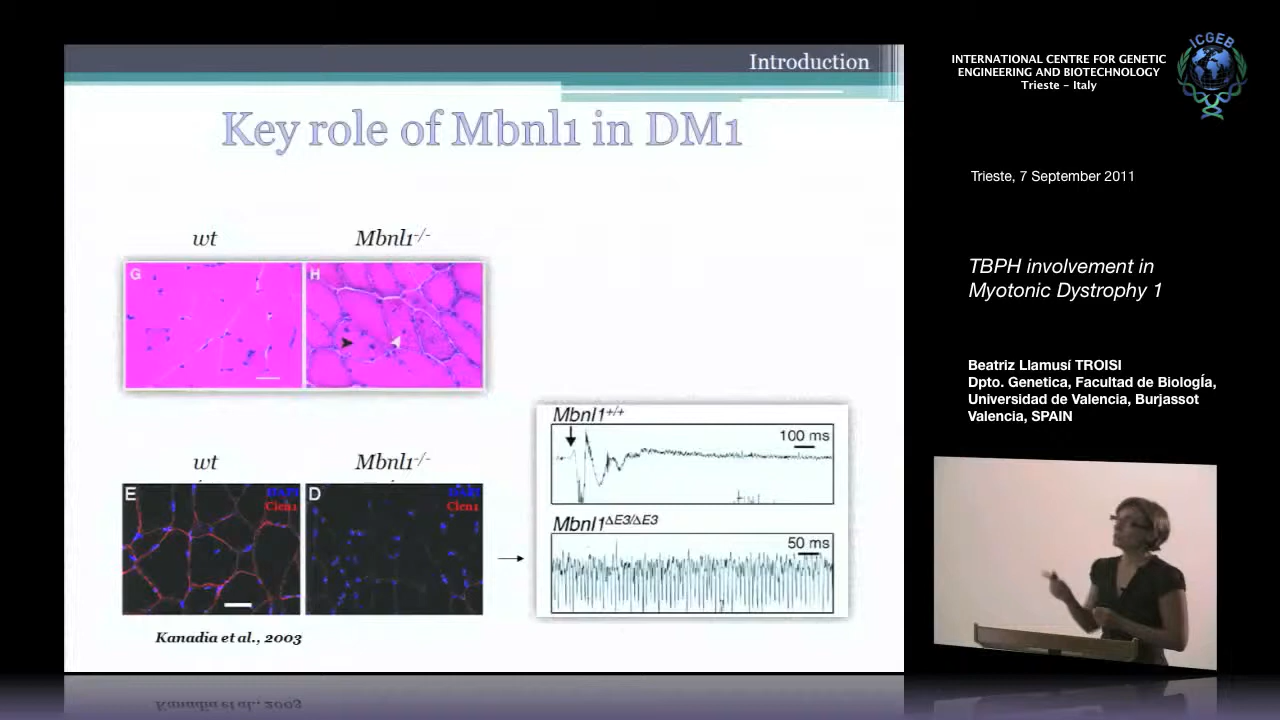 Introduction
Key role of Mbnl1 in DM1
wt
Mbnl1-/-
G
H
wt
Mbnl1-/-
E
DAPI
Clcn1
D
DAPI
Clcn1
Mbnl1+/+
100 ms
Mbnl1ΔE3/ΔE3
50 ms
Kanadia et al., 2003
INTERNATIONAL CENTRE FOR GENETIC
ENGINEERING AND BIOTECHNOLOGY
Trieste - Italy
ICGEB
Trieste, 7 September 2011
TBPH involvement in
Myotonic Dystrophy 1
Beatriz Llamusí TROISI
Dpto. Genetica, Facultad de BiologÍa,
Universidad de Valencia, Burjassot
Valencia, SPAIN